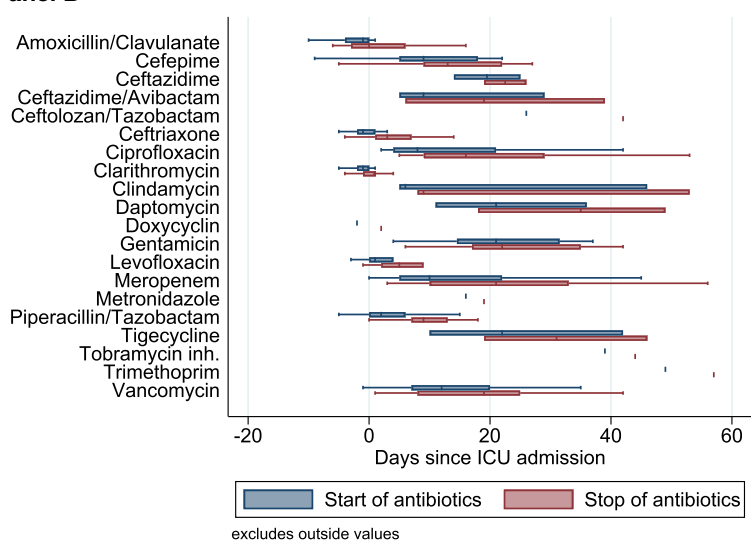 Amoxicillin/Clavulanate
Cefepime
Ceftazidime
Ceftazidime/Avibactam
Ceftolozan/Tazobactam
Ceftriaxone
Ciprofloxacin
Clarithromycin
Clindamycin
Daptomycin
Doxycyclin
Gentamicin
Levofloxacin
Meropenem
Metronidazole
Piperacillin/Tazobactam
Tigecycline
Tobramycin inh.
Trimethoprim
Vancomycin
-20 0 20 40 60
Days since ICU admission
Start of antibiotics Stop of antibiotics
excludes outside values